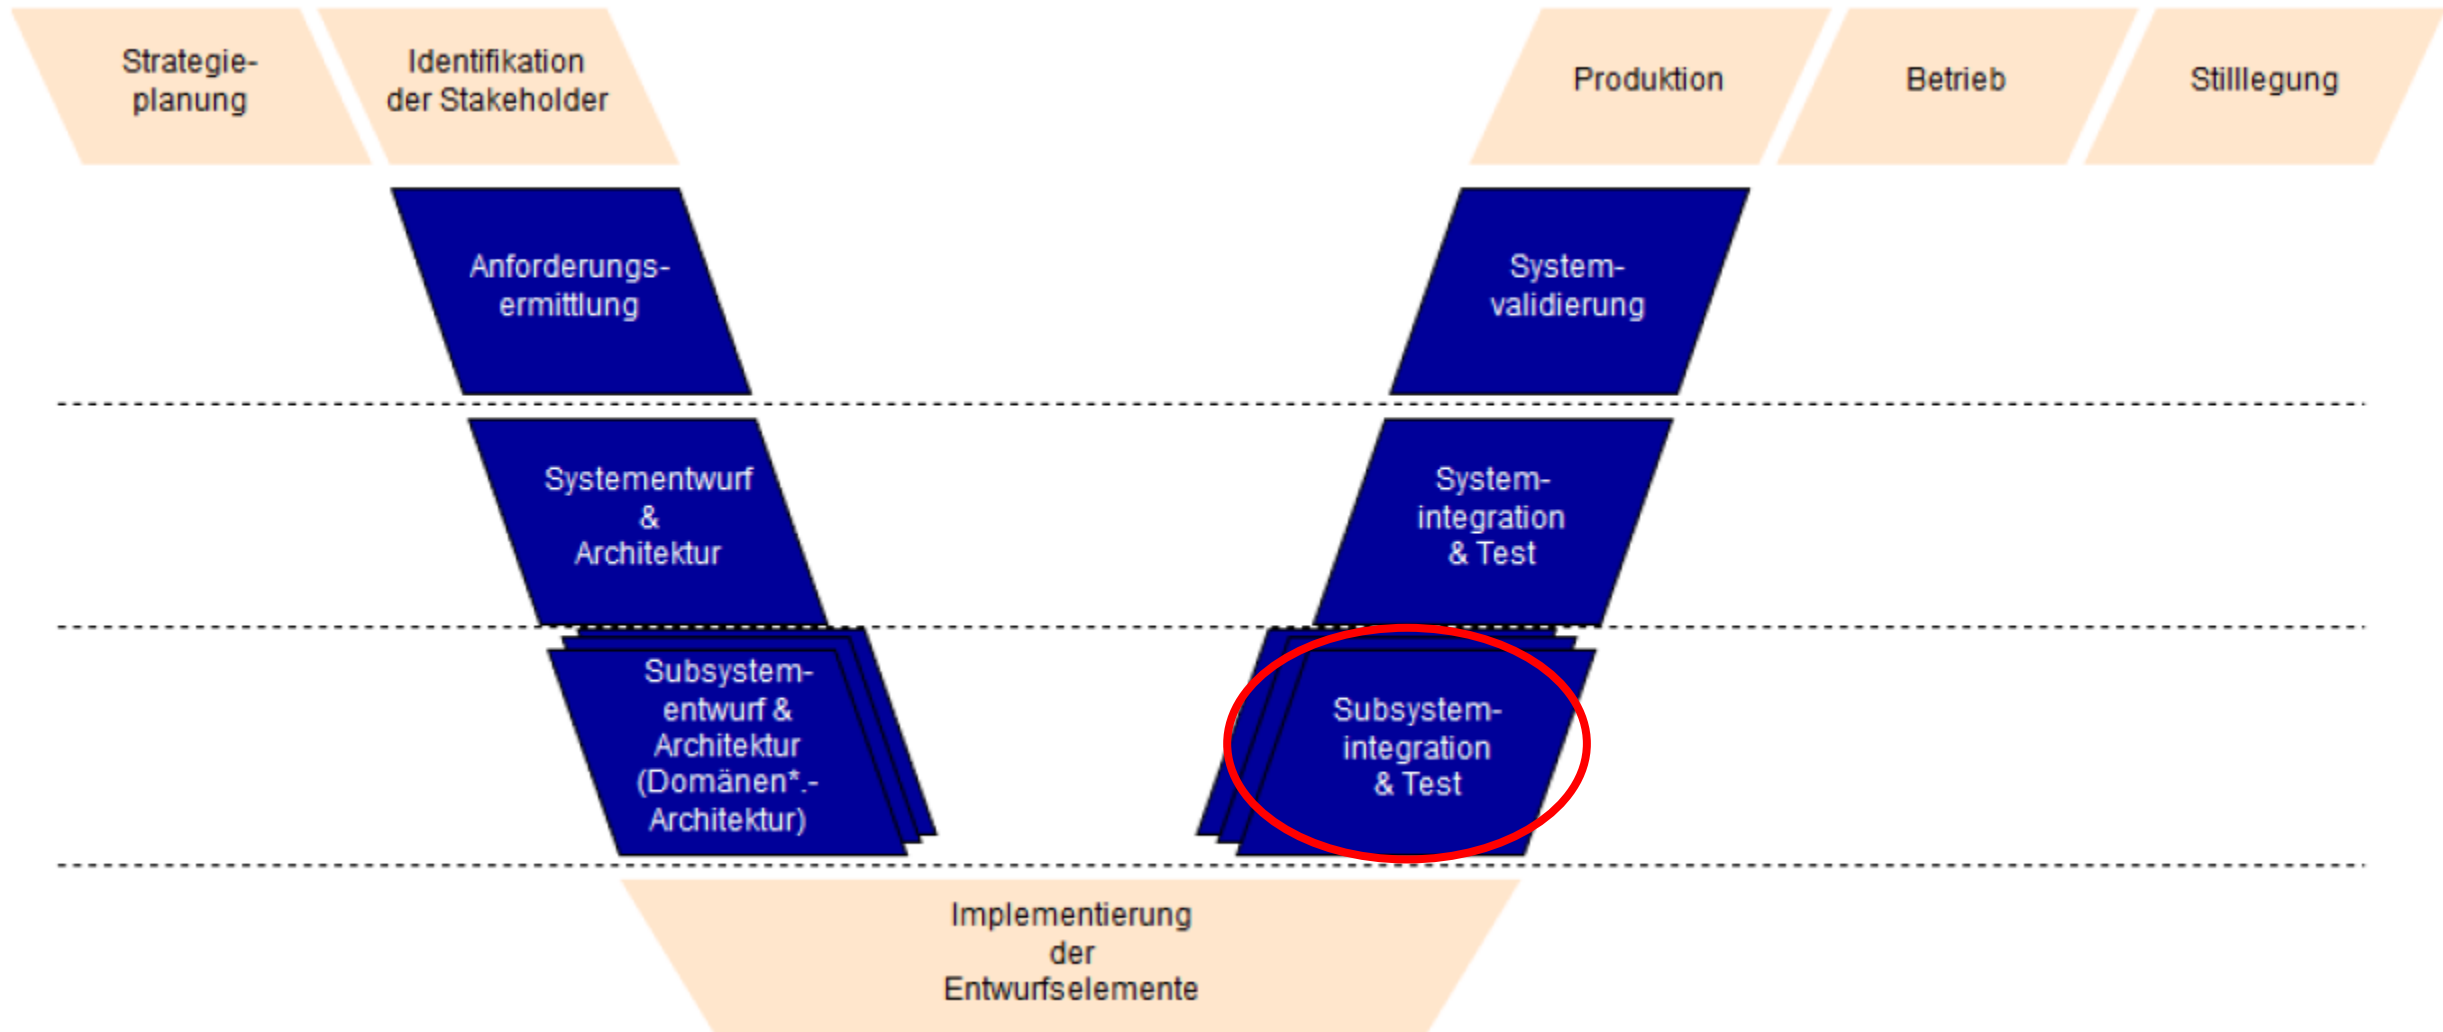 Strategie-
planung
Identifikation
der Stakeholder
Produktion
Betrieb
Stilllegung
Anforderungs-
ermittlung
System-
validierung
Systementwurf
&
Architektur
System-
integration
& Test
Subsystem-
entwurf &
Architektur
(Domänen*.-
Architektur)
Subsystem-
integration
& Test
Implementierung
der
Entwurfselemente